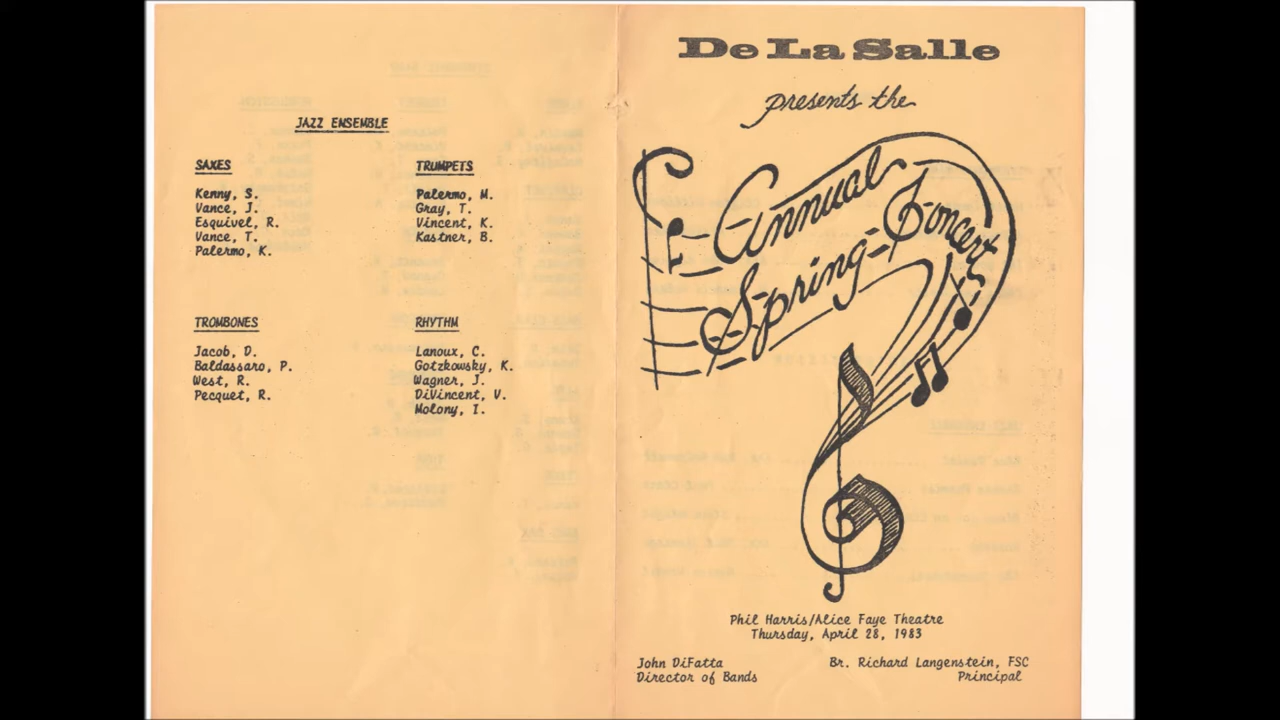 JAZZ ENSEMBLE
SAXES
Kenny, S.
Vance, J.
Esquivel, R.
Vance, T.
Palermo, K.
TRUMPETS
Palermo, M.
Gray, T.
Vincent, K.
Kastner, B.
TROMBONES
Jacob, D.
Baldassaro, P.
West, R.
Pecquet, R.
RHYTHM
Lanoux, C.
Gotzkowsky, K.
Wagner, J.
DiVincent, V.
Molony, I.
De La Salle
presents the
Annual
Spring Concert
Phil Harris/Alice Faye Theatre
Thursday, April 28, 1983
John DiFatta
Director of Bands
Br. Richard Langenstein, FSC
Principal